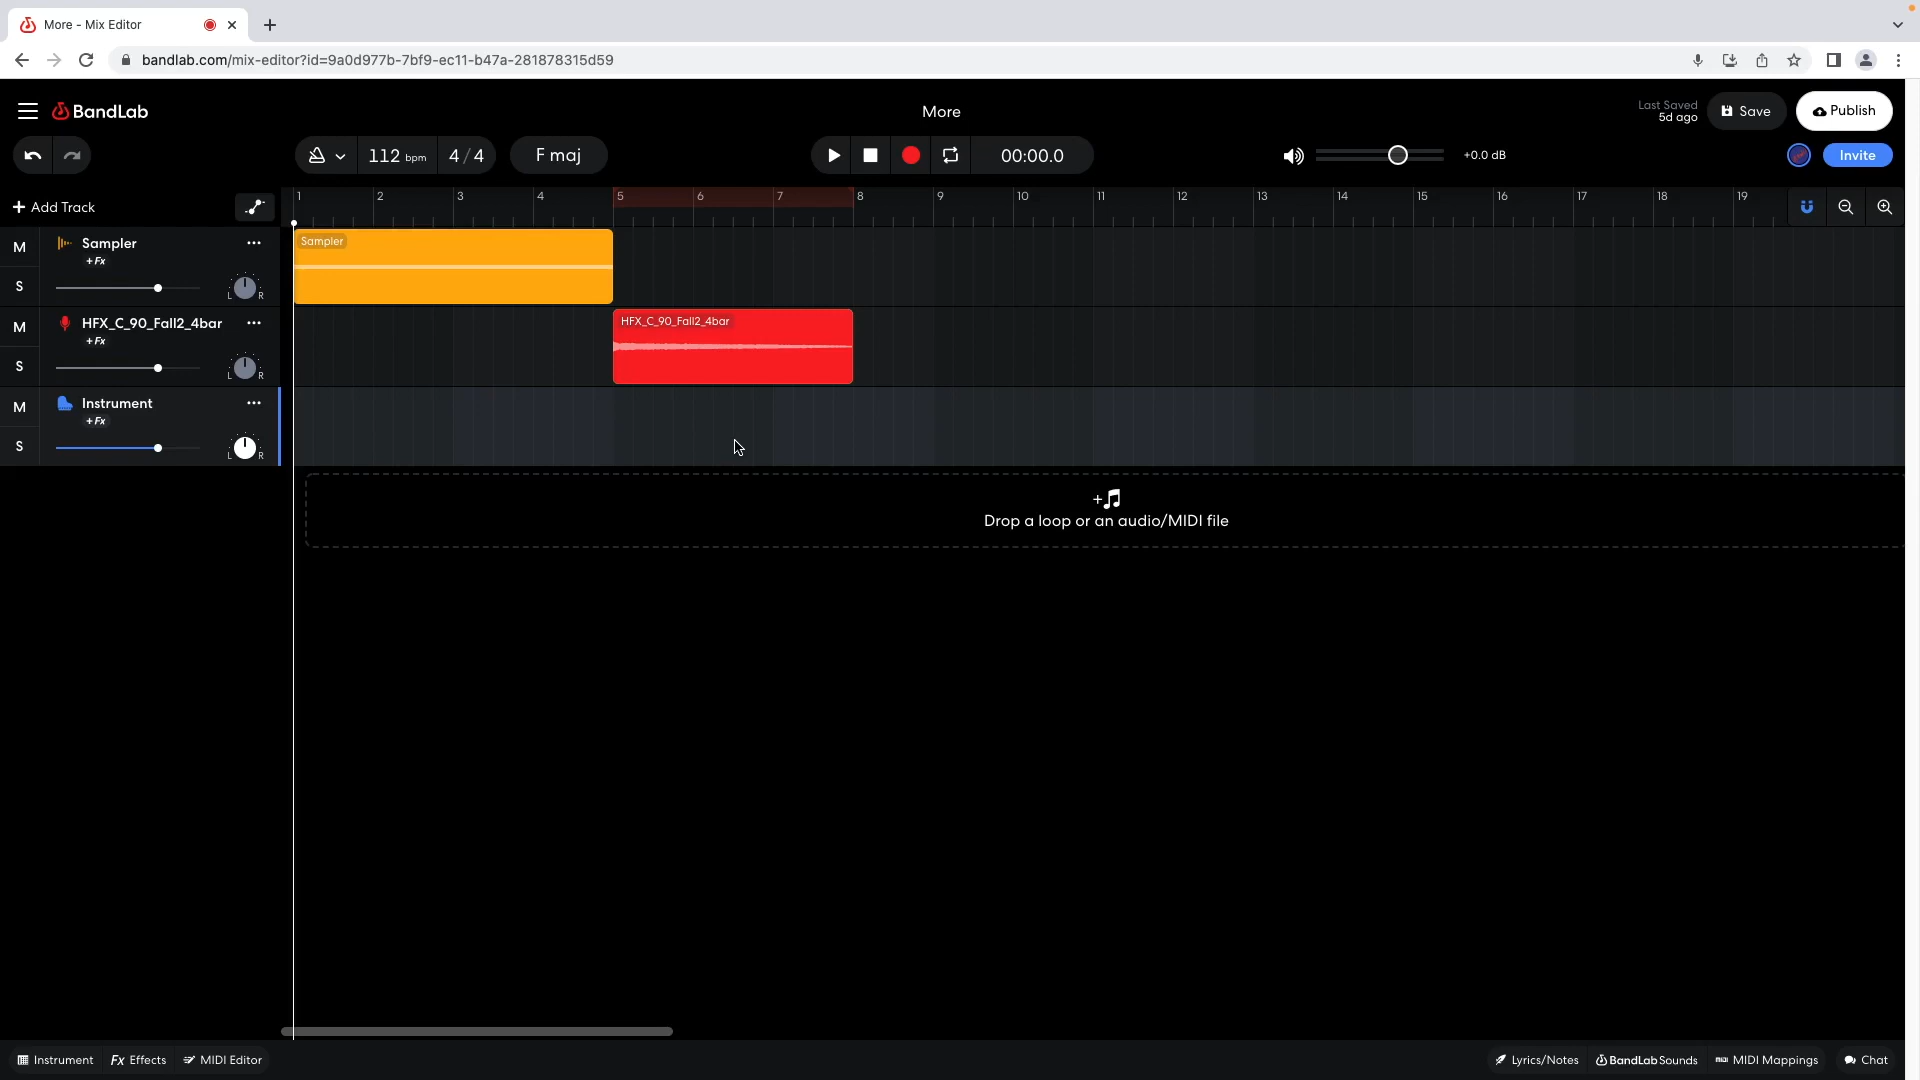 More - Mix Editor
bandlab.com/mix-editor?id=9a0d977b-7bf9-ec11-b47a-281878315d59
BandLab
More
Last Saved
5d ago
Save
Publish
112 bpm
4 / 4
F maj
00:00.0
+0.0 dB
Invite
+ Add Track
1 2 3 4 5 6 7 8 9 10 11 12 13 14 15 16 17 18 19
M
Sampler
+Fx
S
L R
Sampler
M
HFX_C_90_Fall2_4bar
+Fx
S
L R
HFX_C_90_Fall2_4bar
M
Instrument
+Fx
S
L R
Drop a loop or an audio/MIDI file
Instrument
Fx Effects
MIDI Editor
Lyrics/Notes
BandLab Sounds
MIDI MIDI Mappings
Chat